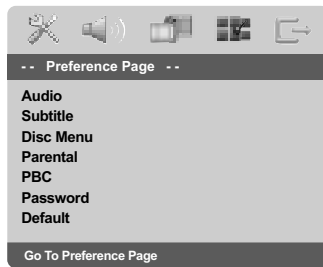 - - Preference Page - -
Audio
Subtitle
Disc Menu
Parental
PBC
Password
Default
Go To Preference Page